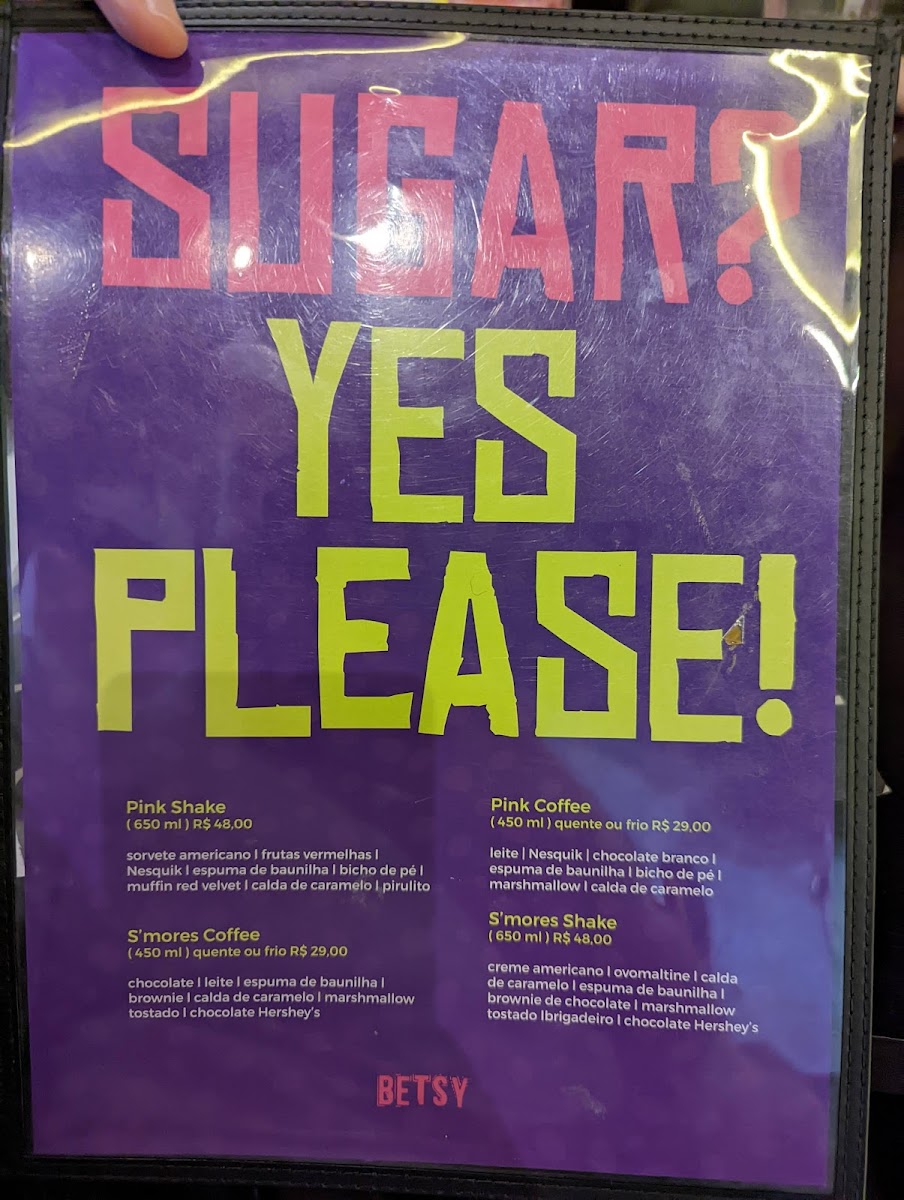 SUGAR?
YES
PLEASE!
Pink Shake
( 650 ml ) R$ 48,00
sorvete americano | frutas vermelhas |
Nesquik | espuma de baunilha | bicho de pé |
muffin red velvet | calda de caramelo | pirulito
S'mores Coffee
( 450 ml ) quente ou frio R$ 29,00
chocolate | leite | espuma de baunilha |
brownie | calda de caramelo | marshmallow
tostado | chocolate Hershey's
Pink Coffee
( 450 ml ) quente ou frio R$ 29,00
leite | Nesquik | chocolate branco |
espuma de baunilha | bicho de pé |
marshmallow | calda de caramelo
S'mores Shake
( 650 ml ) R$ 48,00
creme americano | ovomaltine | calda
de caramelo | espuma de baunilha |
brownie de chocolate | marshmallow
tostado |brigadeiro | chocolate Hershey's
BETSY